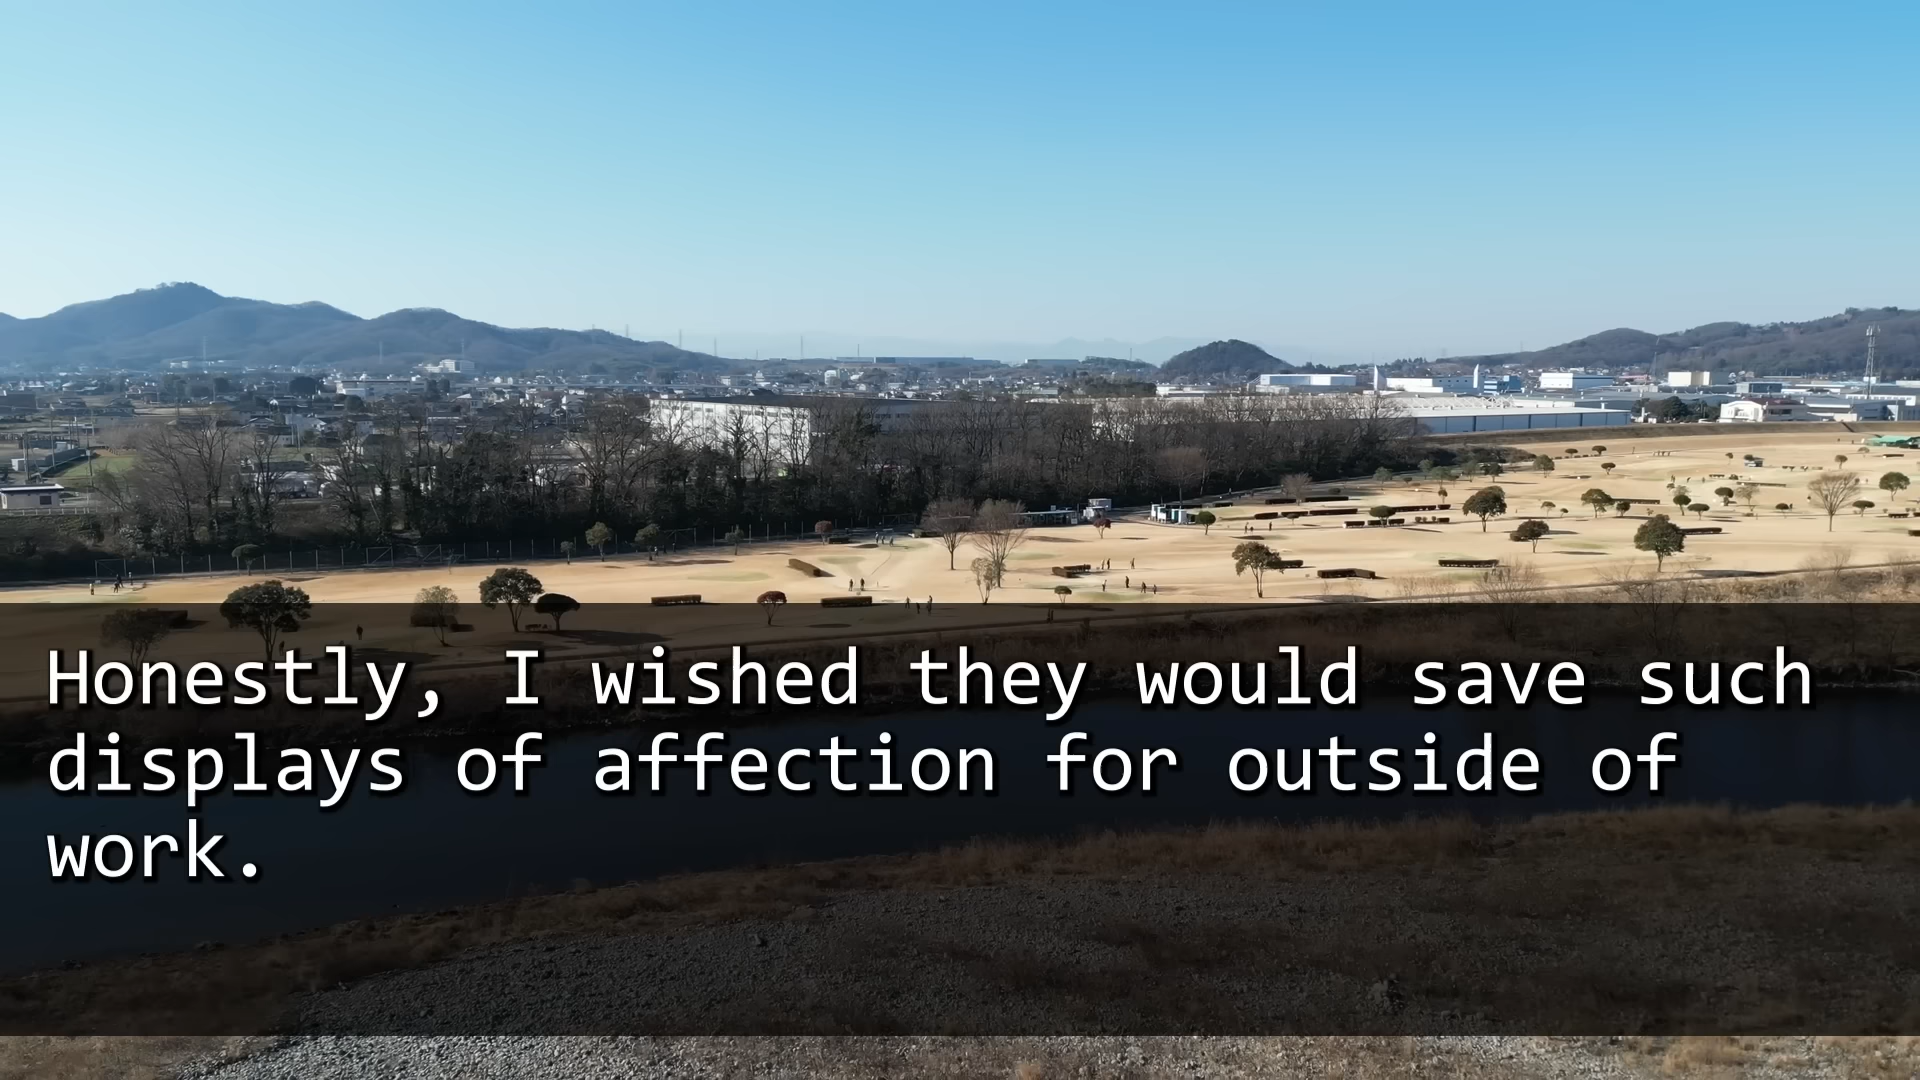 Honestly, I wished they would save such
displays of affection for outside of
work.